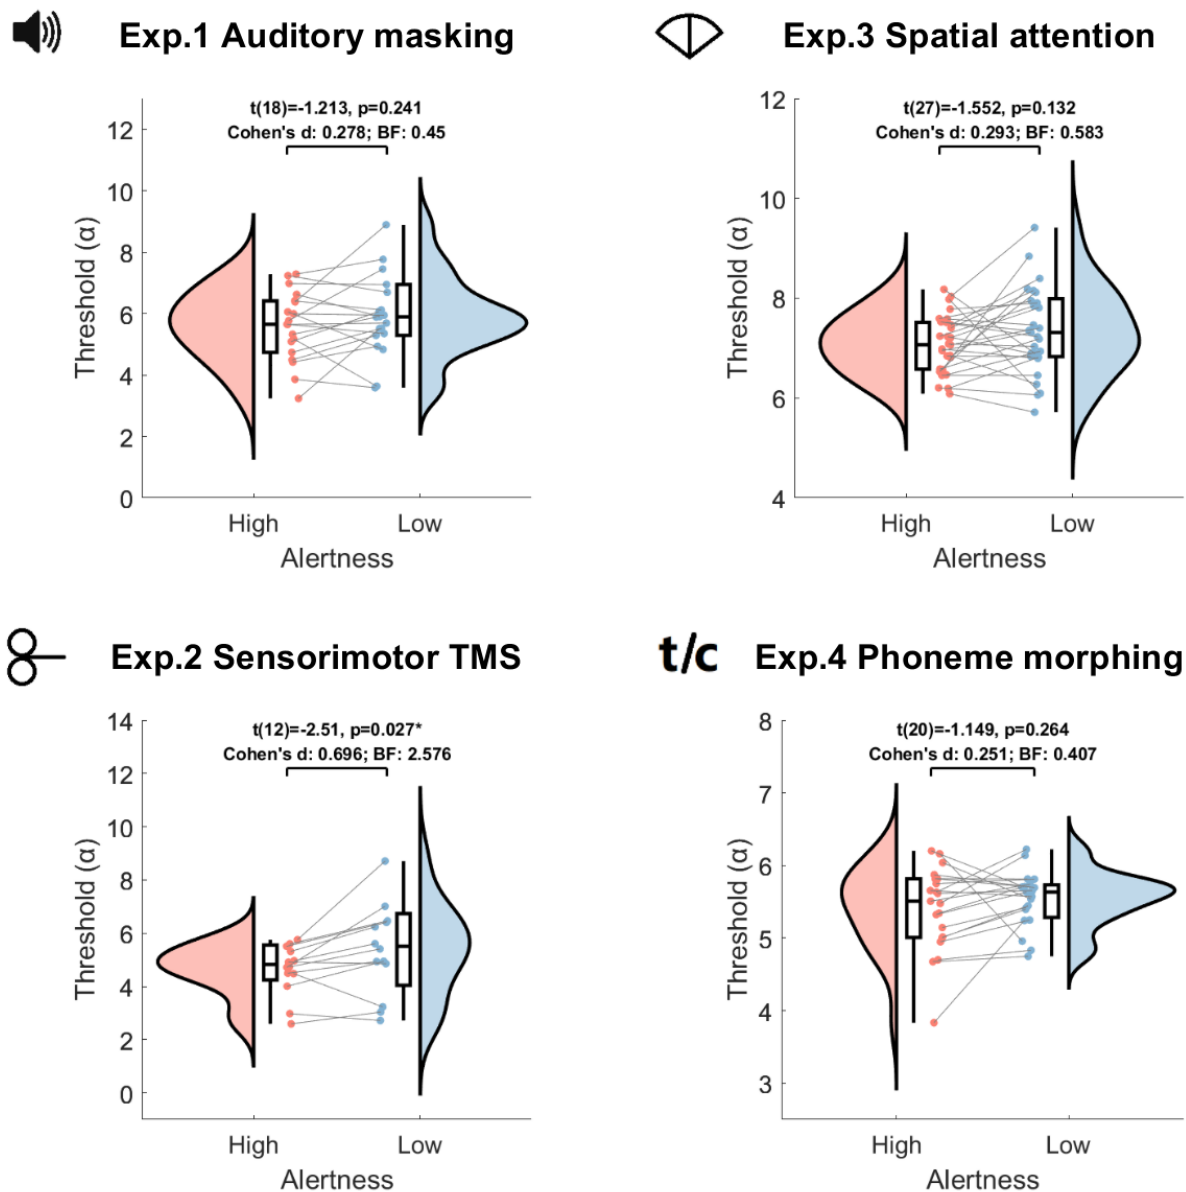 Exp.1 Auditory masking
t(18)=-1.213, p=0.241
Cohen's d: 0.278; BF: 0.45
Threshold (α)
12
10
8
6
4
2
0
High
Low
Alertness
Exp.3 Spatial attention
t(27)=-1.552, p=0.132
Cohen's d: 0.293; BF: 0.583
Threshold (α)
12
10
8
6
4
High
Low
Alertness
Exp.2 Sensorimotor TMS
t(12)=-2.51, p=0.027*
Cohen's d: 0.696; BF: 2.576
Threshold (α)
14
12
10
8
6
4
2
0
High
Low
Alertness
t/c
Exp.4 Phoneme morphing
t(20)=-1.149, p=0.264
Cohen's d: 0.251; BF: 0.407
Threshold (α)
8
7
6
5
4
3
High
Low
Alertness